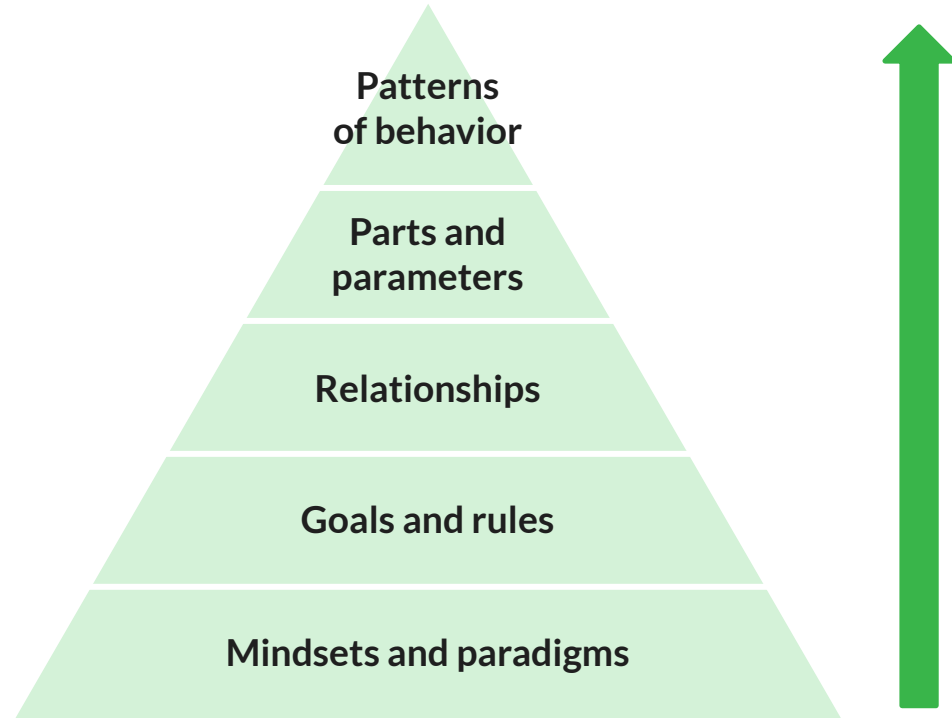 Patterns
of behavior
Parts and
parameters
Relationships
Goals and rules
Mindsets and paradigms